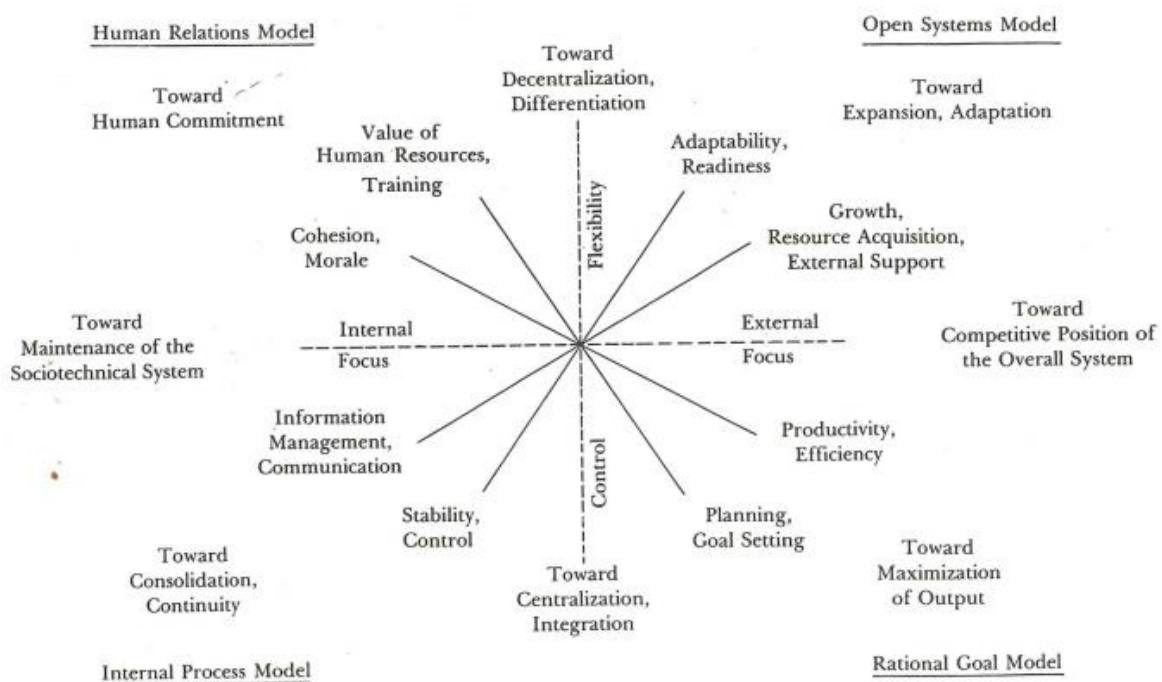 Human Relations Model
Open Systems Model
Toward
Decentralization,
Differentiation
Toward
Human Commitment
Toward
Expansion, Adaptation
Value of
Human Resources,
Training
Adaptability,
Readiness
Flexibility
Cohesion,
Morale
Growth,
Resource Acquisition,
External Support
Toward
Maintenance of the
Sociotechnical System
Internal
Focus
External
Focus
Toward
Competitive Position of
the Overall System
Information
Management,
Communication
Productivity,
Efficiency
Control
Stability,
Control
Planning,
Goal Setting
Toward
Consolidation,
Continuity
Toward
Centralization,
Integration
Toward
Maximization
of Output
Internal Process Model
Rational Goal Model